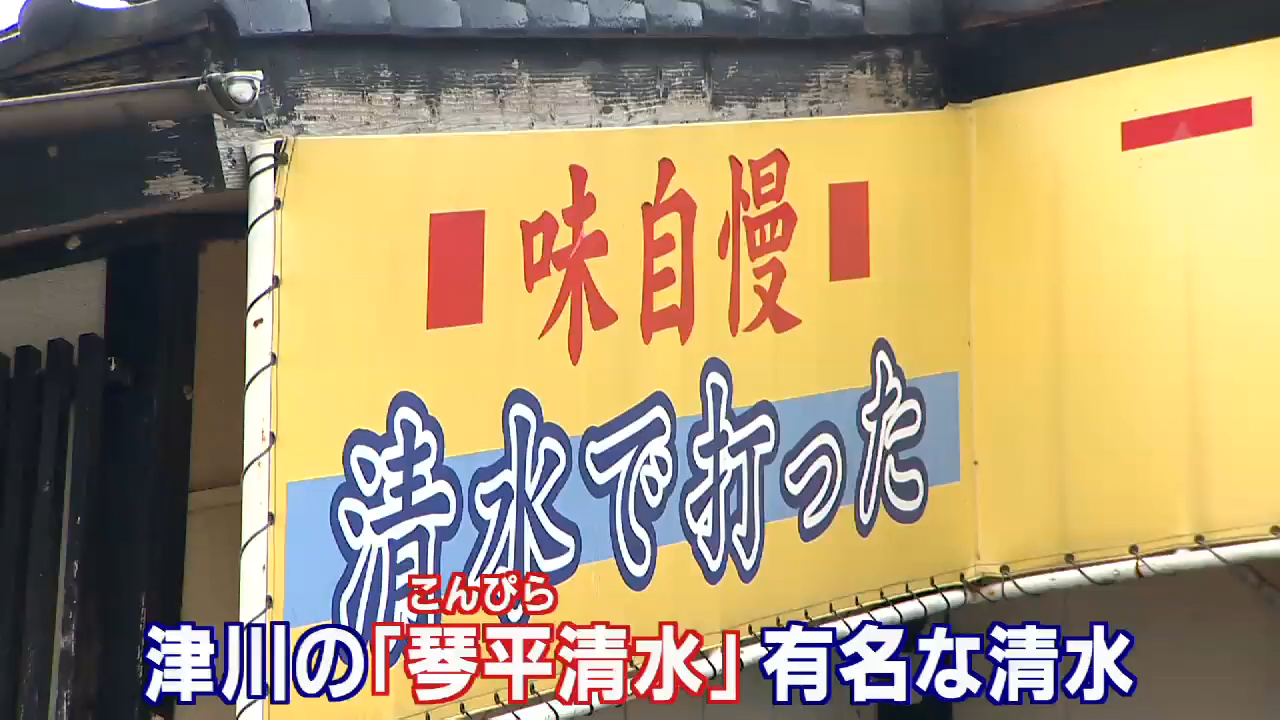 味自慢
清水で打った
こんぴら
津川の「琴平清水」有名な清水